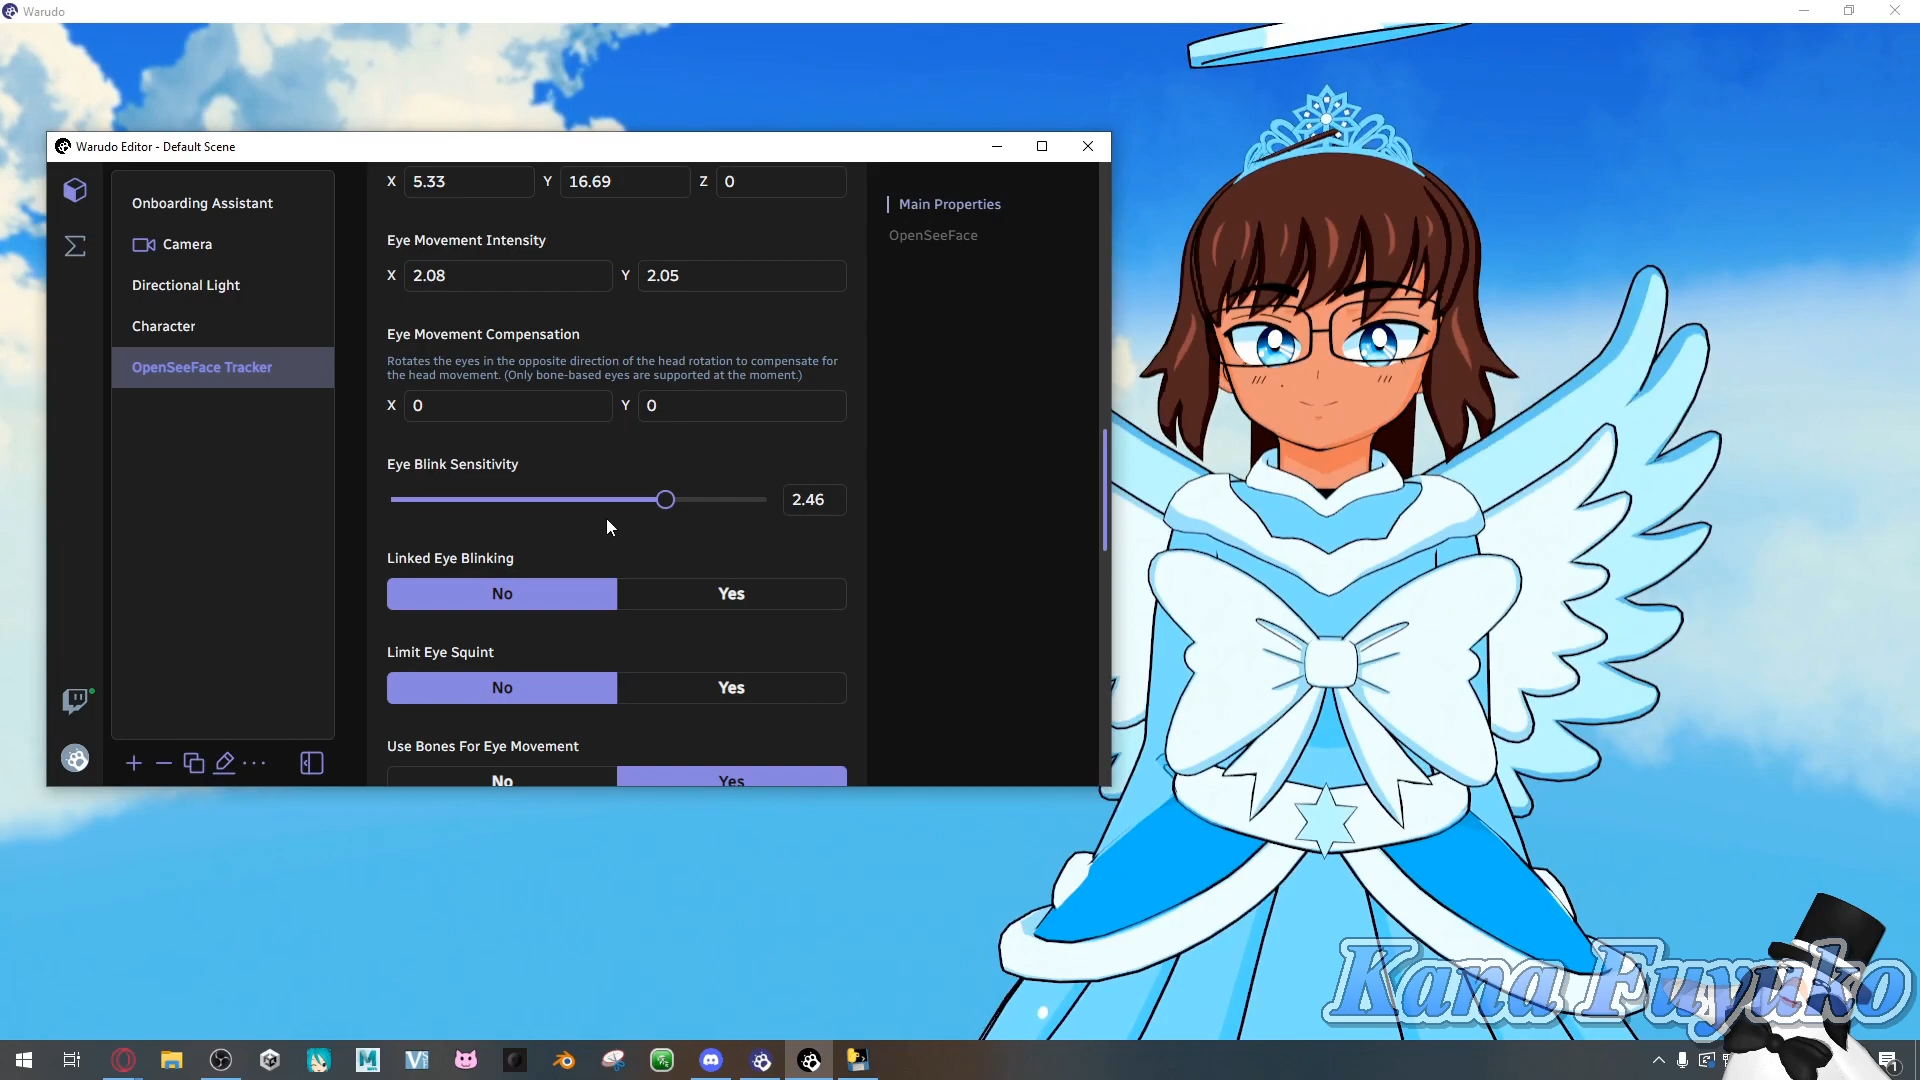 Warudo
Warudo Editor - Default Scene
Onboarding Assistant
Camera
Directional Light
Character
OpenSeeFace Tracker
X 5.33 Y 16.69 Z 0
Eye Movement Intensity
X 2.08 Y 2.05
Eye Movement Compensation
Rotates the eyes in the opposite direction of the head rotation to compensate for
the head movement. (Only bone-based eyes are supported at the moment.)
X 0 Y 0
Eye Blink Sensitivity
2.46
Linked Eye Blinking
No Yes
Limit Eye Squint
No Yes
Use Bones For Eye Movement
No Yes
Main Properties
OpenSeeFace
Kana Fuyuko
1